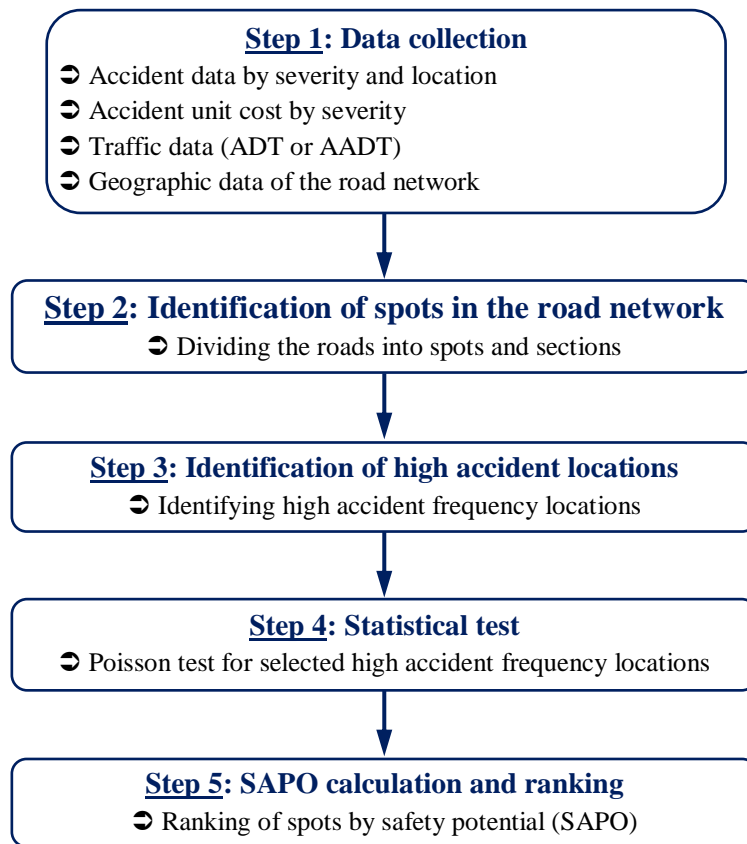 Step 1: Data collection
➲ Accident data by severity and location
➲ Accident unit cost by severity
➲ Traffic data (ADT or AADT)
➲ Geographic data of the road network
Step 2: Identification of spots in the road network
➲ Dividing the roads into spots and sections
Step 3: Identification of high accident locations
➲ Identifying high accident frequency locations
Step 4: Statistical test
➲ Poisson test for selected high accident frequency locations
Step 5: SAPO calculation and ranking
➲ Ranking of spots by safety potential (SAPO)